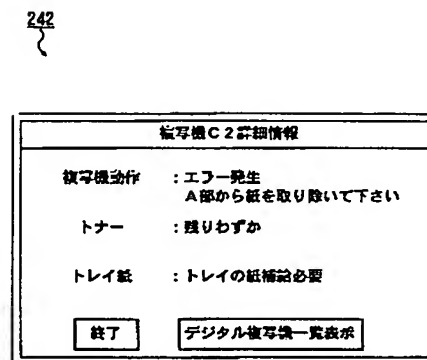 242
複写機C2詳細情報
複写機動作 ：エラー発生
A部から紙を取り除いて下さい
トナー ：残りわずか
トレイ紙 ：トレイの紙補給必要
終了 デジタル複写機一覧表示